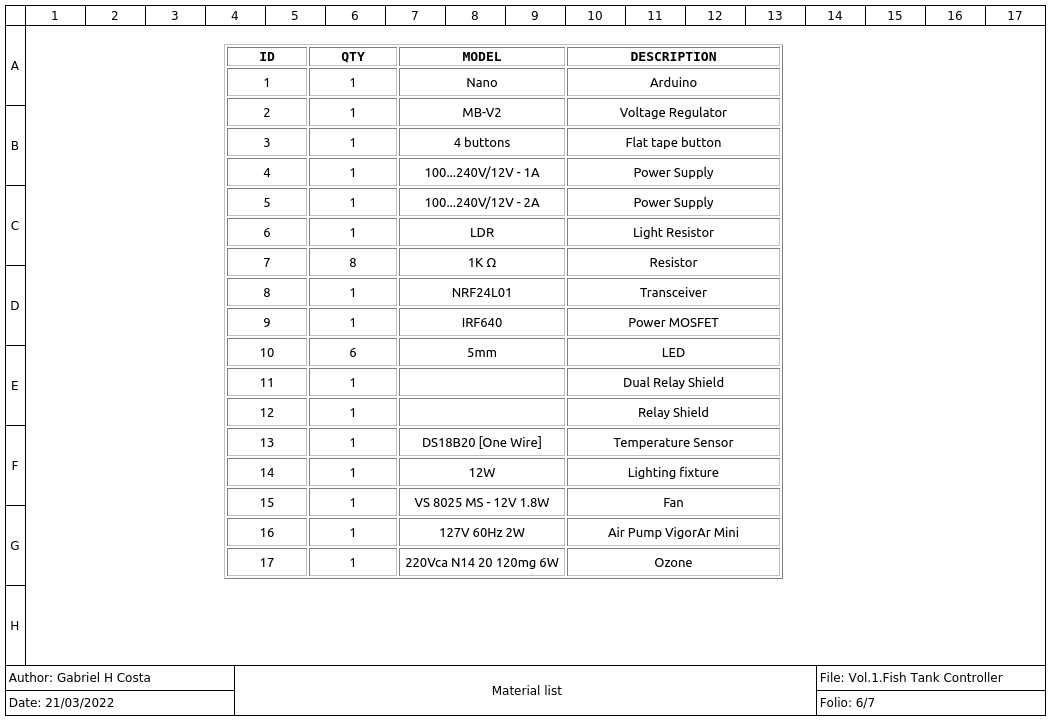 1 2 3 4 5 6 7 8 9 10 11 12 13 14 15 16 17
A
B
C
D
E
F
G
H
ID QTY MODEL DESCRIPTION
1 1 Nano Arduino
2 1 MB-V2 Voltage Regulator
3 1 4 buttons Flat tape button
4 1 100...240V/12V - 1A Power Supply
5 1 100...240V/12V - 2A Power Supply
6 1 LDR Light Resistor
7 8 1K Ω Resistor
8 1 NRF24L01 Transceiver
9 1 IRF640 Power MOSFET
10 6 5mm LED
11 1 Dual Relay Shield
12 1 Relay Shield
13 1 DS18B20 [One Wire] Temperature Sensor
14 1 12W Lighting fixture
15 1 VS 8025 MS - 12V 1.8W Fan
16 1 127V 60Hz 2W Air Pump VigorAr Mini
17 1 220Vca N14 20 120mg 6W Ozone
Author: Gabriel H Costa
Date: 21/03/2022
Material list
File: Vol.1.Fish Tank Controller
Folio: 6/7